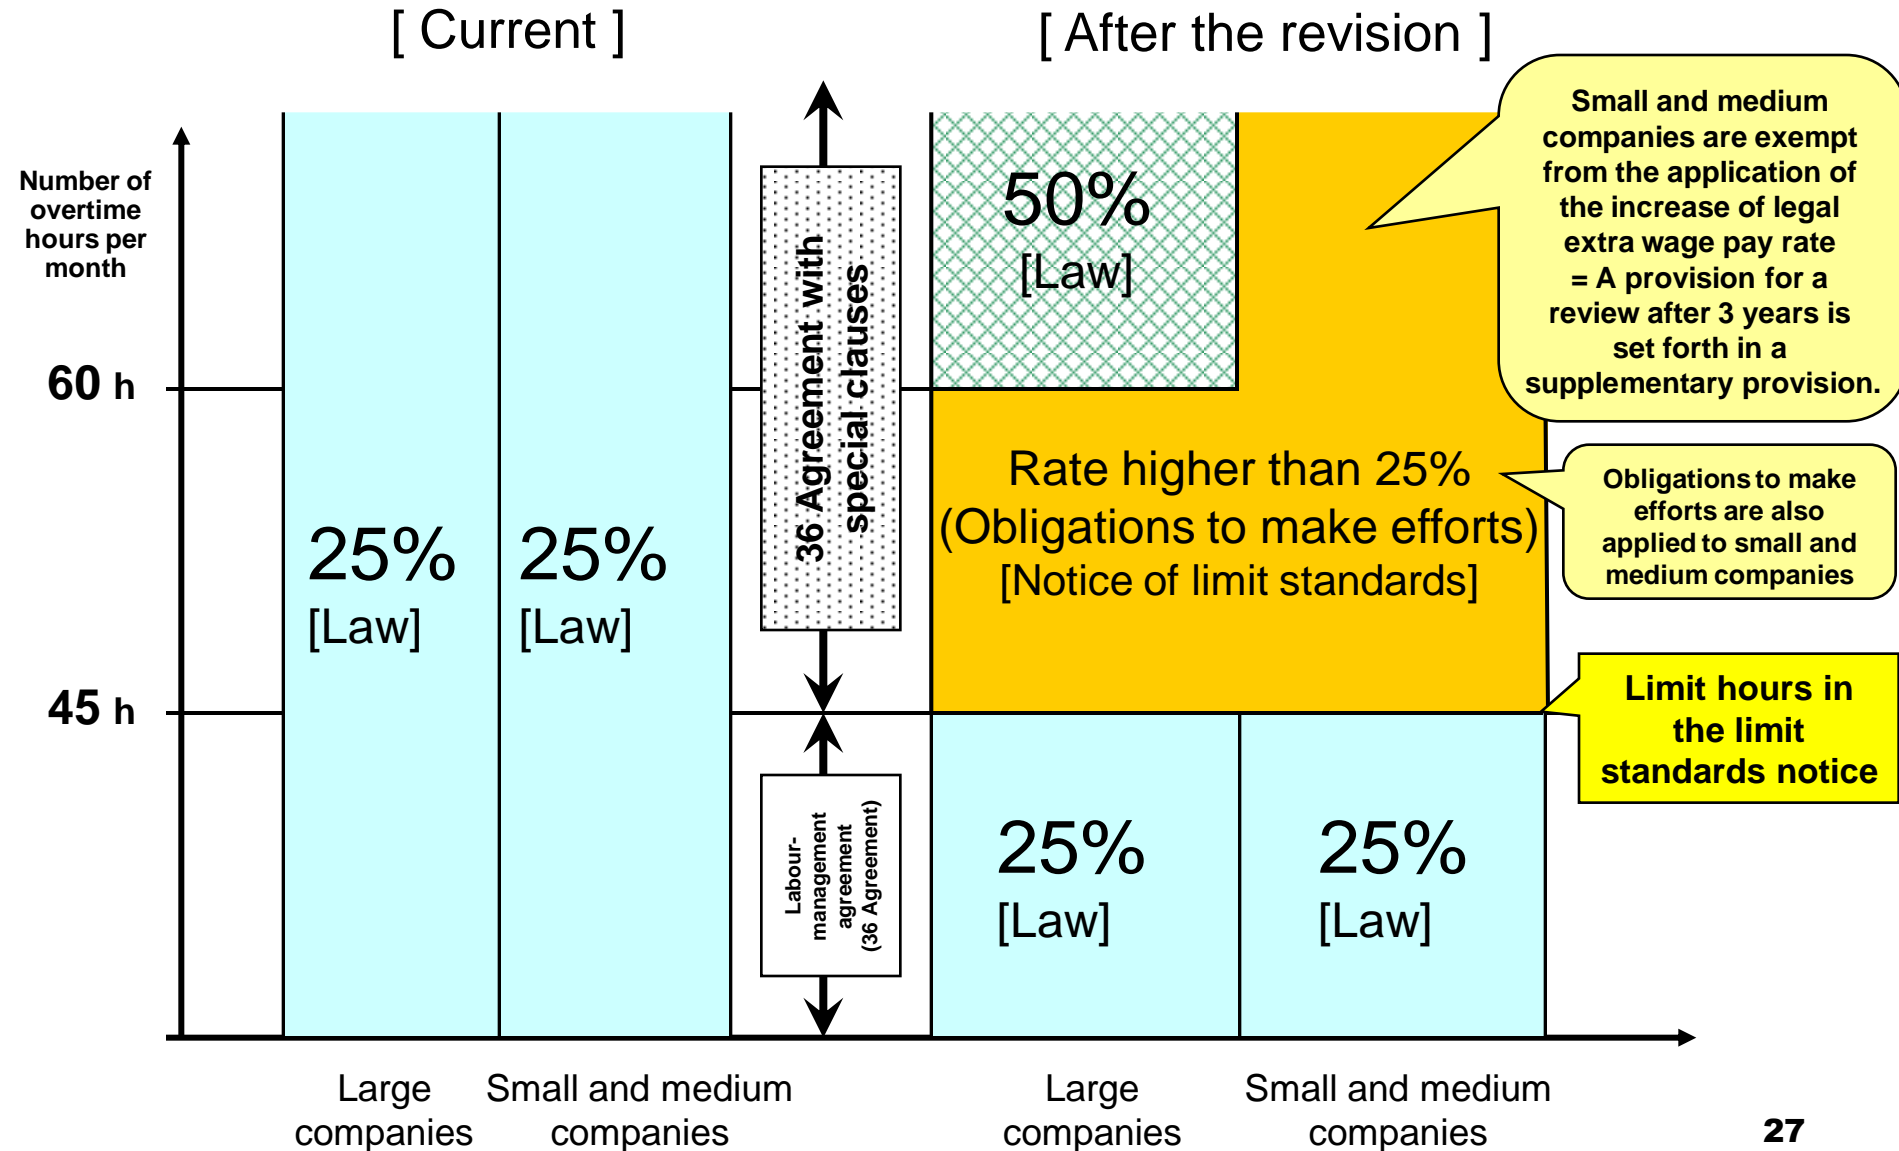 [ Current ]
[ After the revision ]
Number of
overtime
hours per
month
60 h
45 h
25%
[Law]
25%
[Law]
36 Agreement with
special clauses
Labour-
management
agreement
(36 Agreement)
50%
[Law]
Rate higher than 25%
(Obligations to make efforts)
[Notice of limit standards]
25%
[Law]
25%
[Law]
Small and medium
companies are exempt
from the application of
the increase of legal
extra wage pay rate
= A provision for a
review after 3 years is
set forth in a
supplementary provision.
Obligations to make
efforts are also
applied to small and
medium companies
Limit hours in
the limit
standards notice
Large
companies
Small and medium
companies
Large
companies
Small and medium
companies
27